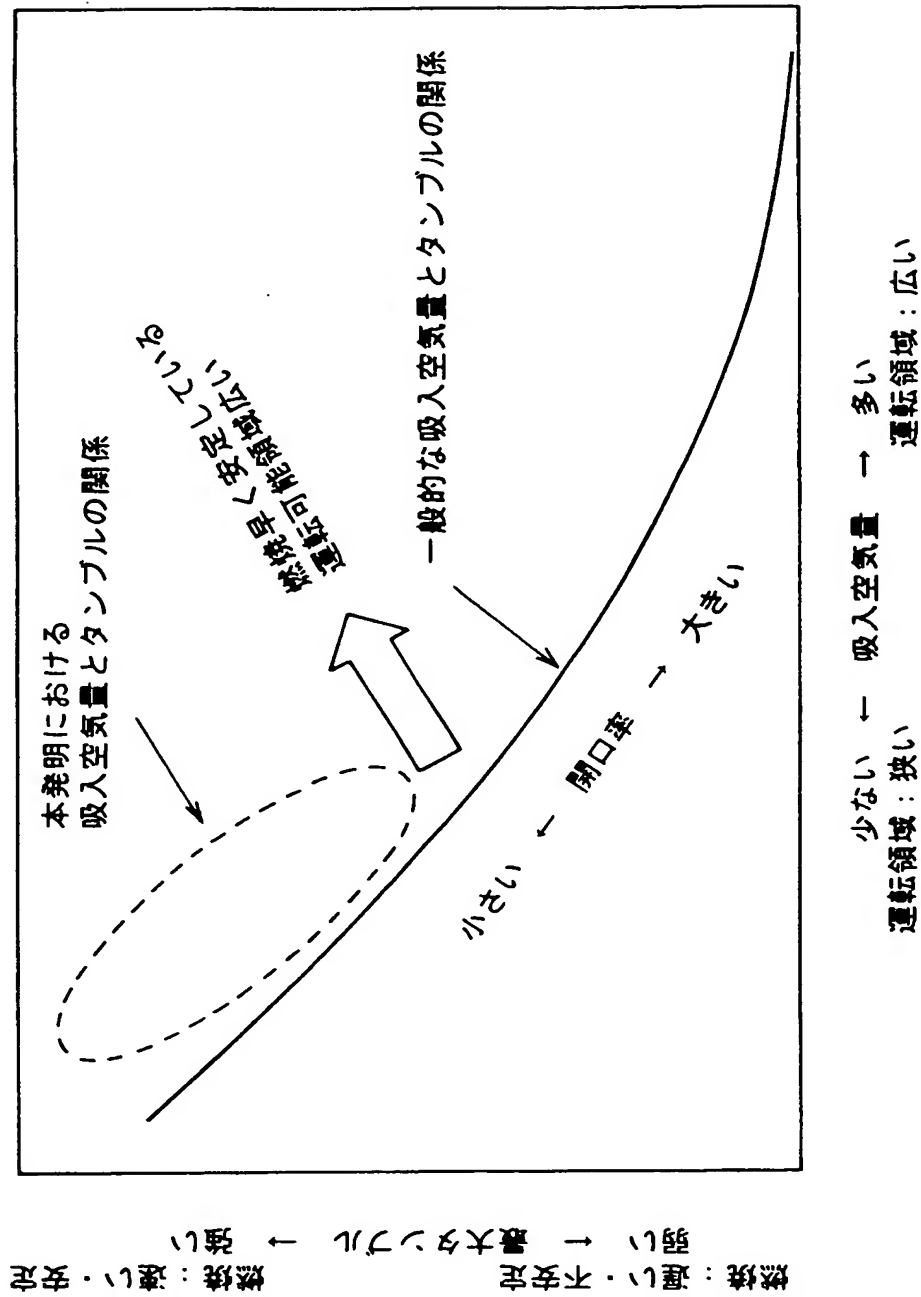 本発明における
吸入空気量とタンブルの関係
燃焼早く安定している
運転可能領域広い
一般的な吸入空気量とタンブルの関係
小さい ← 開口率 → 大きい
燃焼：速い・安定
燃焼：遅い・不安定
弱い ← 最大タンブル → 強い
少ない ← 吸入空気量 → 多い
運転領域：狭い 運転領域：広い